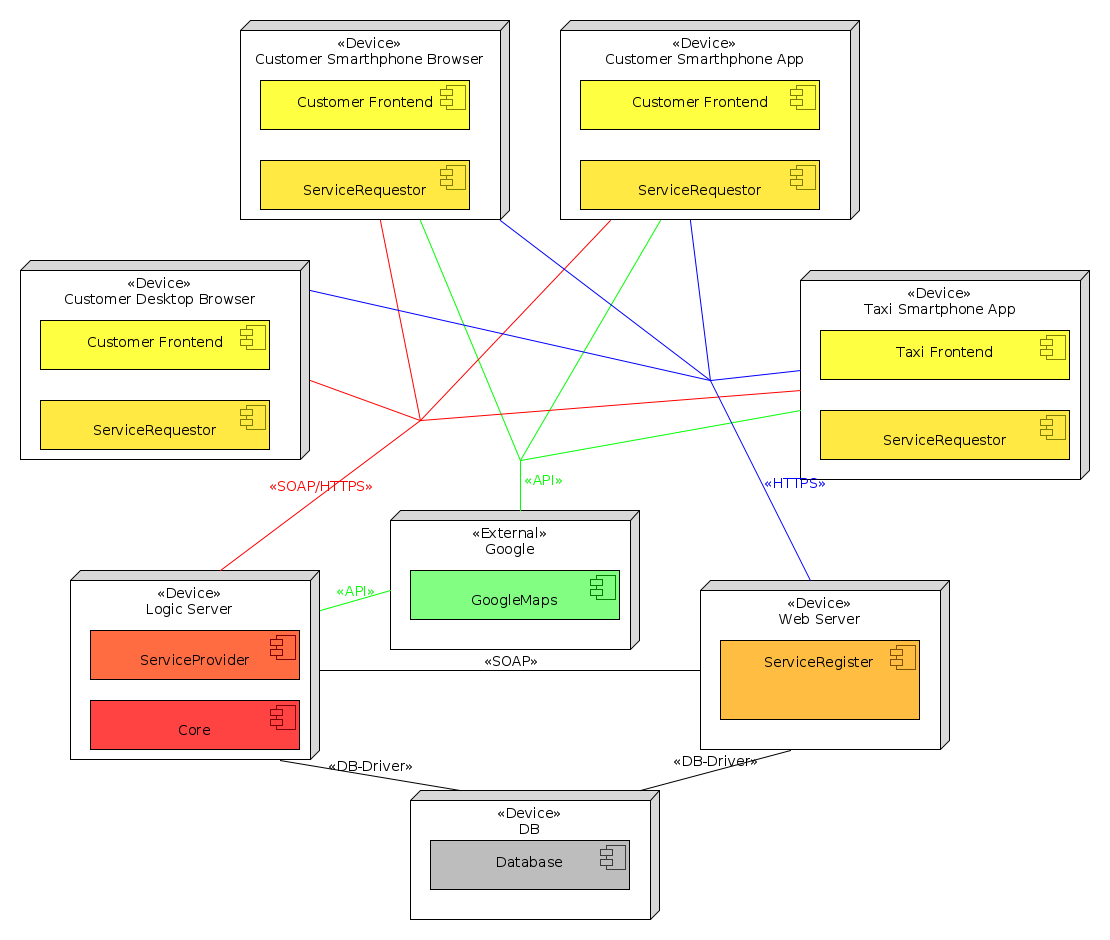 «Device»
Customer Smarthphone Browser
Customer Frontend
ServiceRequestor
«Device»
Customer Smarthphone App
Customer Frontend
ServiceRequestor
«Device»
Customer Desktop Browser
Customer Frontend
ServiceRequestor
«Device»
Taxi Smartphone App
Taxi Frontend
ServiceRequestor
«SOAP/HTTPS»
«API»
«HTTPS»
«External»
Google
GoogleMaps
«API»
«Device»
Logic Server
ServiceProvider
Core
«Device»
Web Server
ServiceRegister
«SOAP»
«DB-Driver»
«DB-Driver»
«Device»
DB
Database